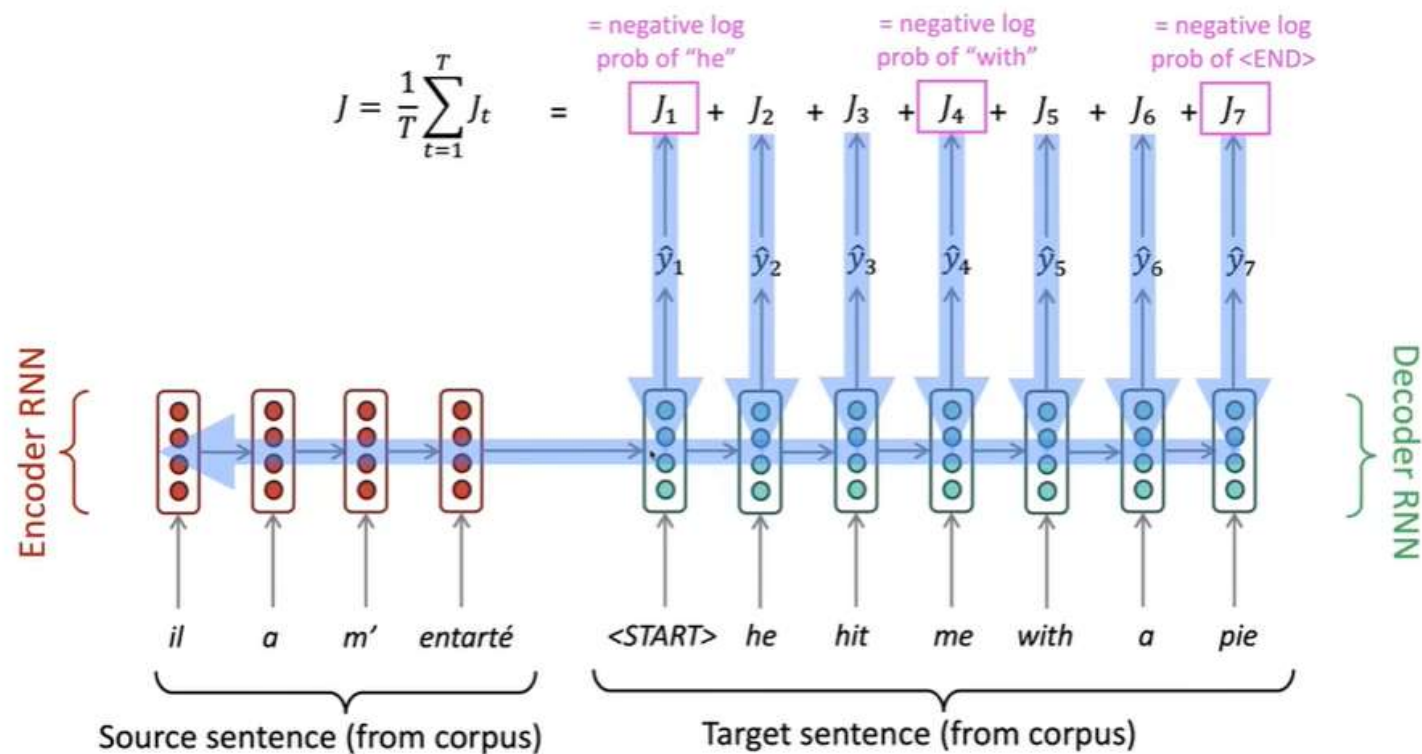 = negative log prob of "he"
= negative log prob of "with"
= negative log prob of <END>
J = \frac{1}{T} \sum_{t=1}^{T} J_t = J_1 + J_2 + J_3 + J_4 + J_5 + J_6 + J_7
ŷ_1 ŷ_2 ŷ_3 ŷ_4 ŷ_5 ŷ_6 ŷ_7
Encoder RNN
Decoder RNN
il a m' entarté <START> he hit me with a pie
Source sentence (from corpus) Target sentence (from corpus)